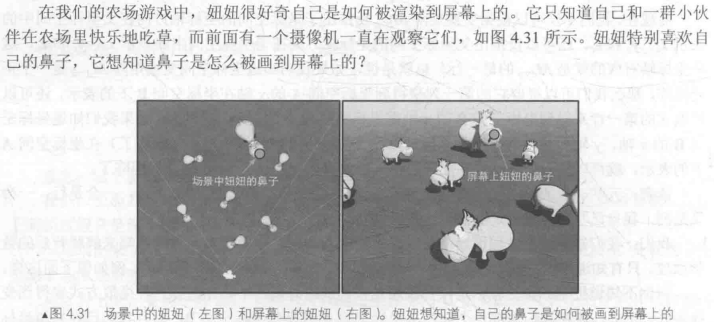 在我们的农场游戏中，妞妞很好奇自己是如何被渲染到屏幕上的。它只知道自己和一群小伙
伴在农场里快乐地吃草，而前面有一个摄像机一直在观察它们，如图 4.31 所示。妞妞特别喜欢自
己的鼻子，它想知道鼻子是怎么被画到屏幕上的？
场景中妞妞的鼻子
屏幕上妞妞的鼻子
▲图 4.31 场景中的妞妞（左图）和屏幕上的妞妞（右图）。妞妞想知道，自己的鼻子是如何被画到屏幕上的